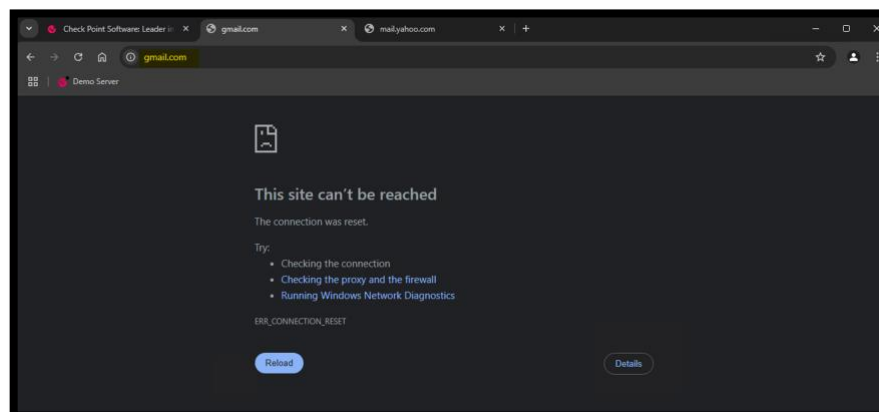 Check Point Software: Leader i
gmail.com
mail.yahoo.com
gmail.com
Demo Server
This site can't be reached
The connection was reset.
Try:
• Checking the connection
• Checking the proxy and the firewall
• Running Windows Network Diagnostics
ERR_CONNECTION_RESET
Reload
Details